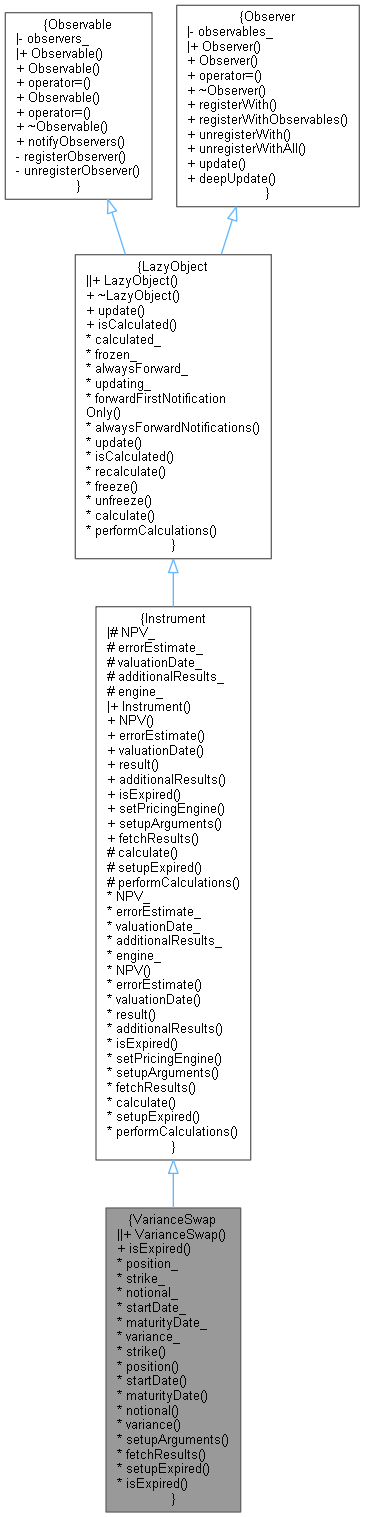 {Observable
|- observers_
|+ Observable()
+ Observable()
+ operator=()
+ Observable()
+ operator=()
+ ~Observable()
+ notifyObservers()
- registerObserver()
- unregisterObserver()
}
{Observer
|- observables_
|+ Observer()
+ Observer()
+ operator=()
+ ~Observer()
+ registerWith()
+ registerWithObservables()
+ unregisterWith()
+ unregisterWithAll()
+ update()
+ deepUpdate()
}
{LazyObject
||+ LazyObject()
+ ~LazyObject()
+ update()
+ isCalculated()
* calculated_
* frozen_
* alwaysForward_
* updating_
* forwardFirstNotification
Only()
* alwaysForwardNotifications()
* update()
* isCalculated()
* recalculate()
* freeze()
* unfreeze()
* calculate()
* performCalculations()
}
{Instrument
|# NPV_
# errorEstimate_
# valuationDate_
# additionalResults_
# engine_
|+ Instrument()
+ NPV()
+ errorEstimate()
+ valuationDate()
+ result()
+ additionalResults()
+ isExpired()
+ setPricingEngine()
+ setupArguments()
+ fetchResults()
# calculate()
# setupExpired()
# performCalculations()
* NPV_
* errorEstimate_
* valuationDate_
* additionalResults_
* engine_
* NPV()
* errorEstimate()
* valuationDate()
* result()
* additionalResults()
* isExpired()
* setPricingEngine()
* setupArguments()
* fetchResults()
* calculate()
* setupExpired()
* performCalculations()
}
{VarianceSwap
||+ VarianceSwap()
+ isExpired()
* position_
* strike_
* notional_
* startDate_
* maturityDate_
* variance_
* strike()
* position()
* startDate()
* maturityDate()
* notional()
* variance()
* setupArguments()
* fetchResults()
* setupExpired()
* isExpired()
}